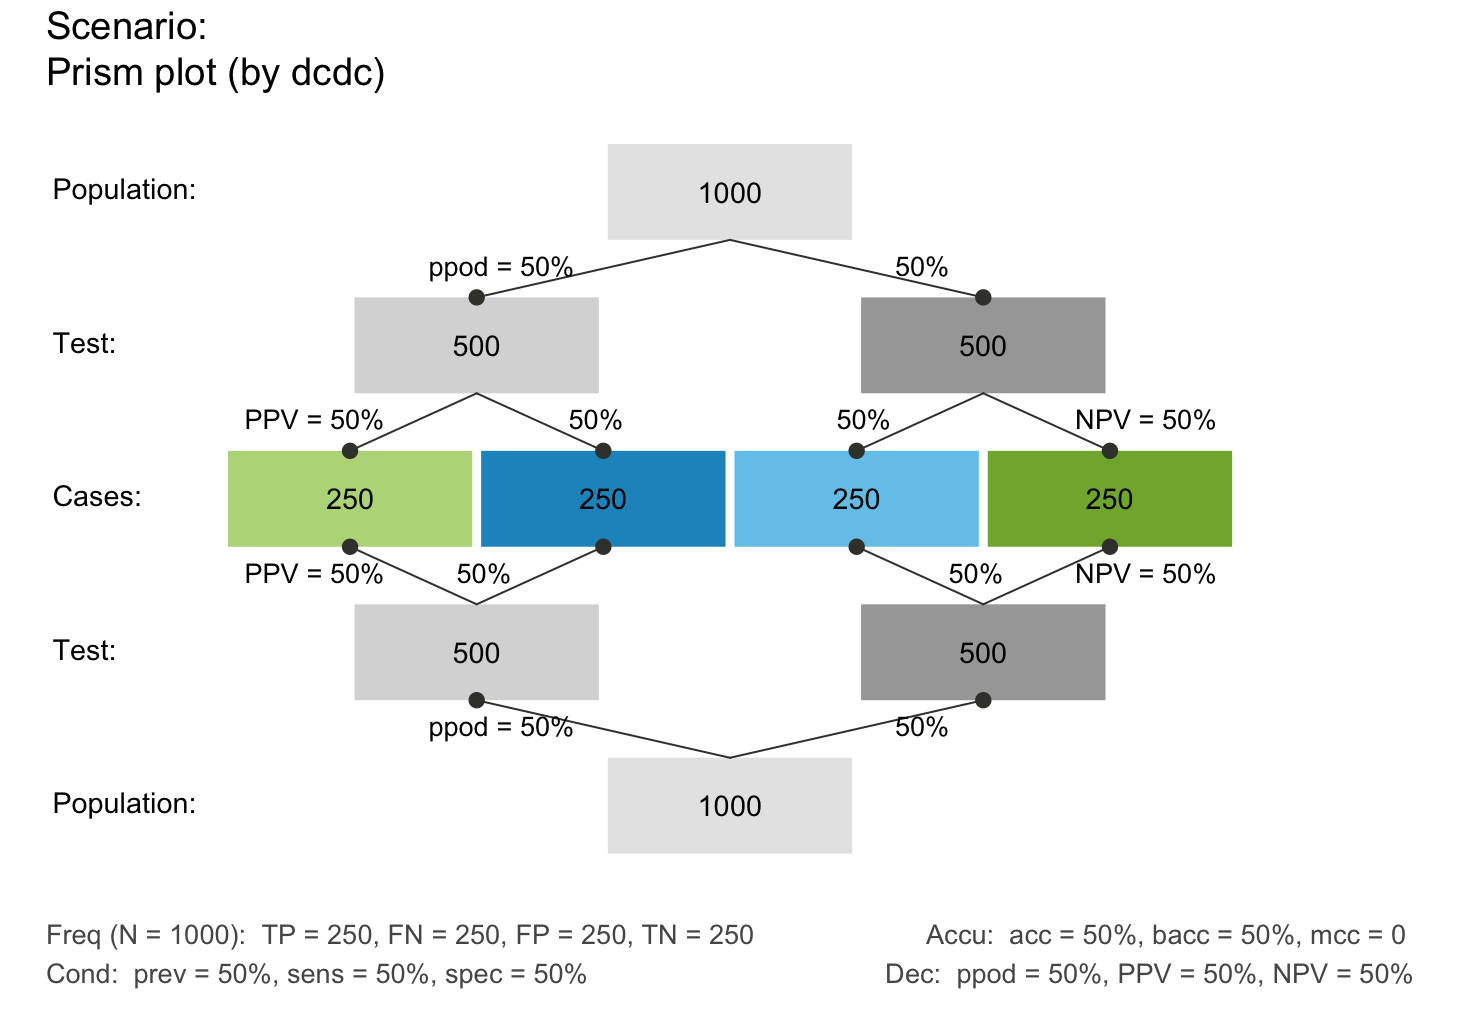 Scenario:
Prism plot (by dcdc)
Population:
1000
ppod = 50%
50%
Test:
500
500
PPV = 50%
50%
50%
NPV = 50%
Cases:
250
250
250
250
PPV = 50%
50%
50%
NPV = 50%
Test:
500
500
ppod = 50%
50%
Population:
1000
Freq (N = 1000):  TP = 250, FN = 250, FP = 250, TN = 250
Accu:  acc = 50%, bacc = 50%, mcc = 0
Cond:  prev = 50%, sens = 50%, spec = 50%
Dec:  ppod = 50%, PPV = 50%, NPV = 50%